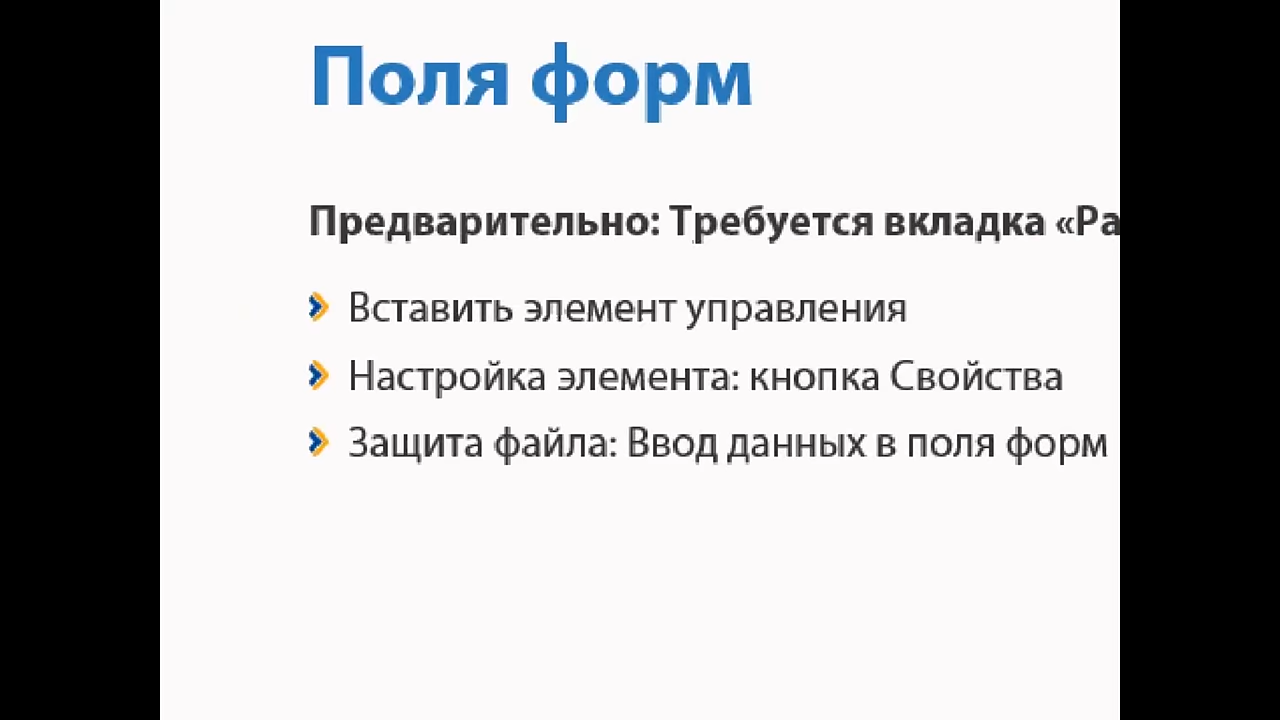 Поля форм
Предварительно: Требуется вкладка «Ра
Вставить элемент управления
Настройка элемента: кнопка Свойства
Защита файла: Ввод данных в поля форм